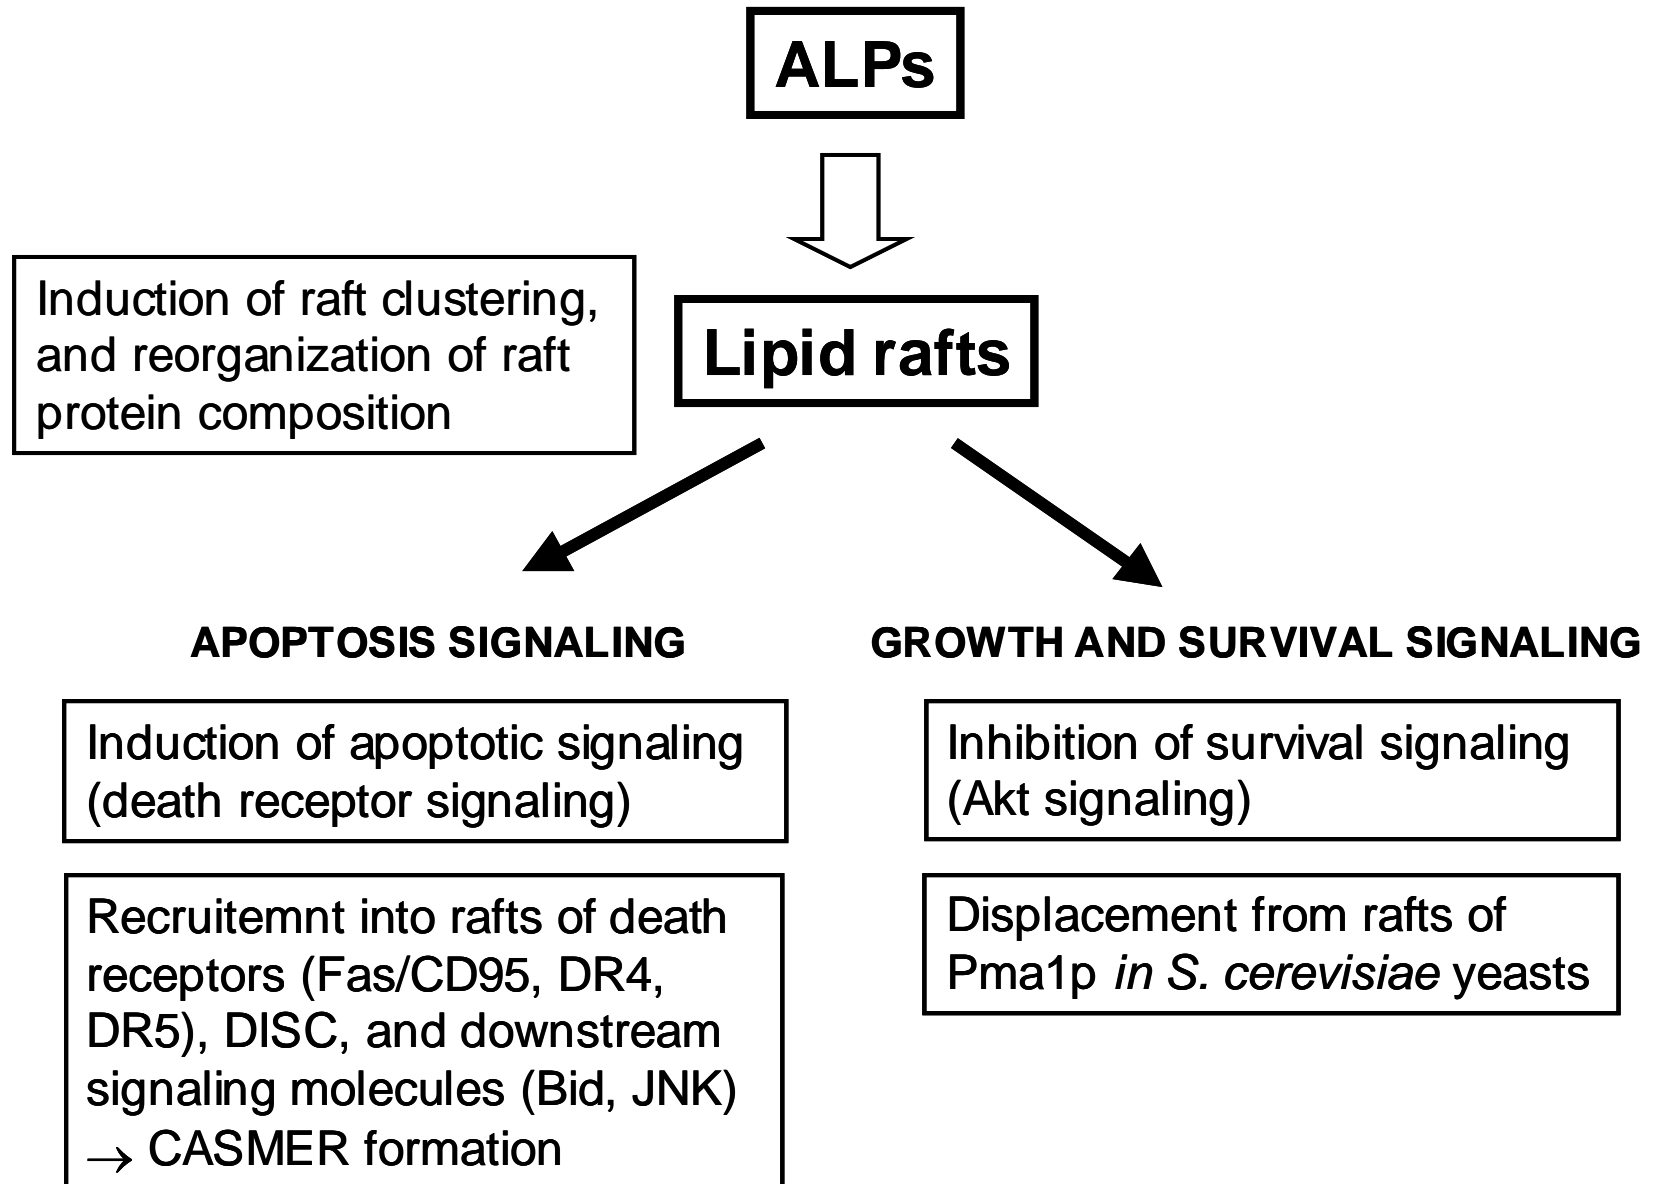 ALPs
Induction of raft clustering,
and reorganization of raft
protein composition
Lipid rafts
APOPTOSIS SIGNALING
Induction of apoptotic signaling
(death receptor signaling)
Recruitemnt into rafts of death
receptors (Fas/CD95, DR4,
DR5), DISC, and downstream
signaling molecules (Bid, JNK)
→ CASMER formation
GROWTH AND SURVIVAL SIGNALING
Inhibition of survival signaling
(Akt signaling)
Displacement from rafts of
Pma1p in S. cerevisiae yeasts